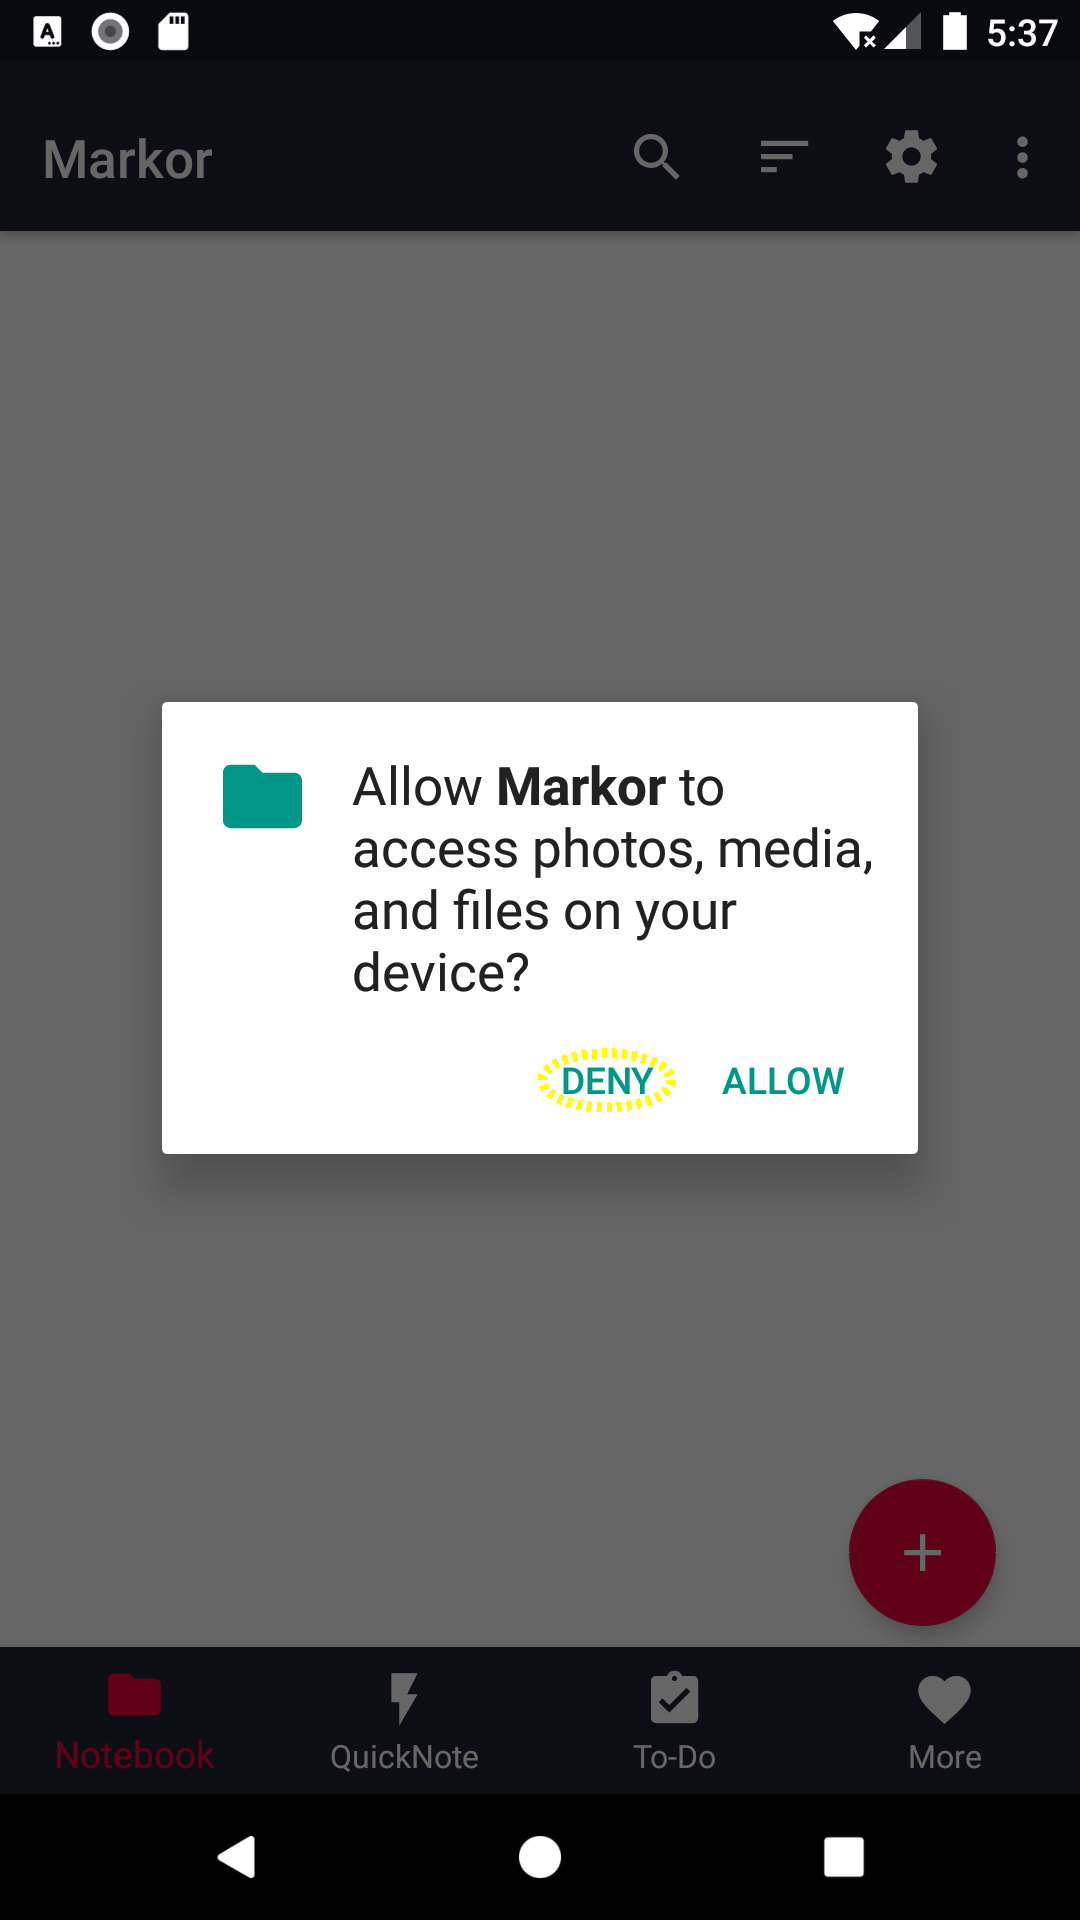 5:37
Markor
Allow Markor to
access photos, media,
and files on your
device?
DENY ALLOW
Notebook QuickNote To-Do More